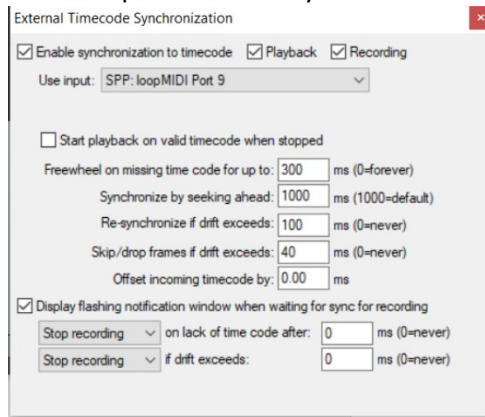 External Timecode Synchronization
Enable synchronization to timecode Playback Recording
Use input: SPP: loopMIDI Port 9
Start playback on valid timecode when stopped
Freewheel on missing time code for up to: 300 ms (0=forever)
Synchronize by seeking ahead: 1000 ms (1000=default)
Re-synchronize if drift exceeds: 100 ms (0=never)
Skip/drop frames if drift exceeds: 40 ms (0=never)
Offset incoming timecode by: 0.00 ms
Display flashing notification window when waiting for sync for recording
Stop recording on lack of time code after: 0 ms (0=never)
Stop recording if drift exceeds: 0 ms (0=never)